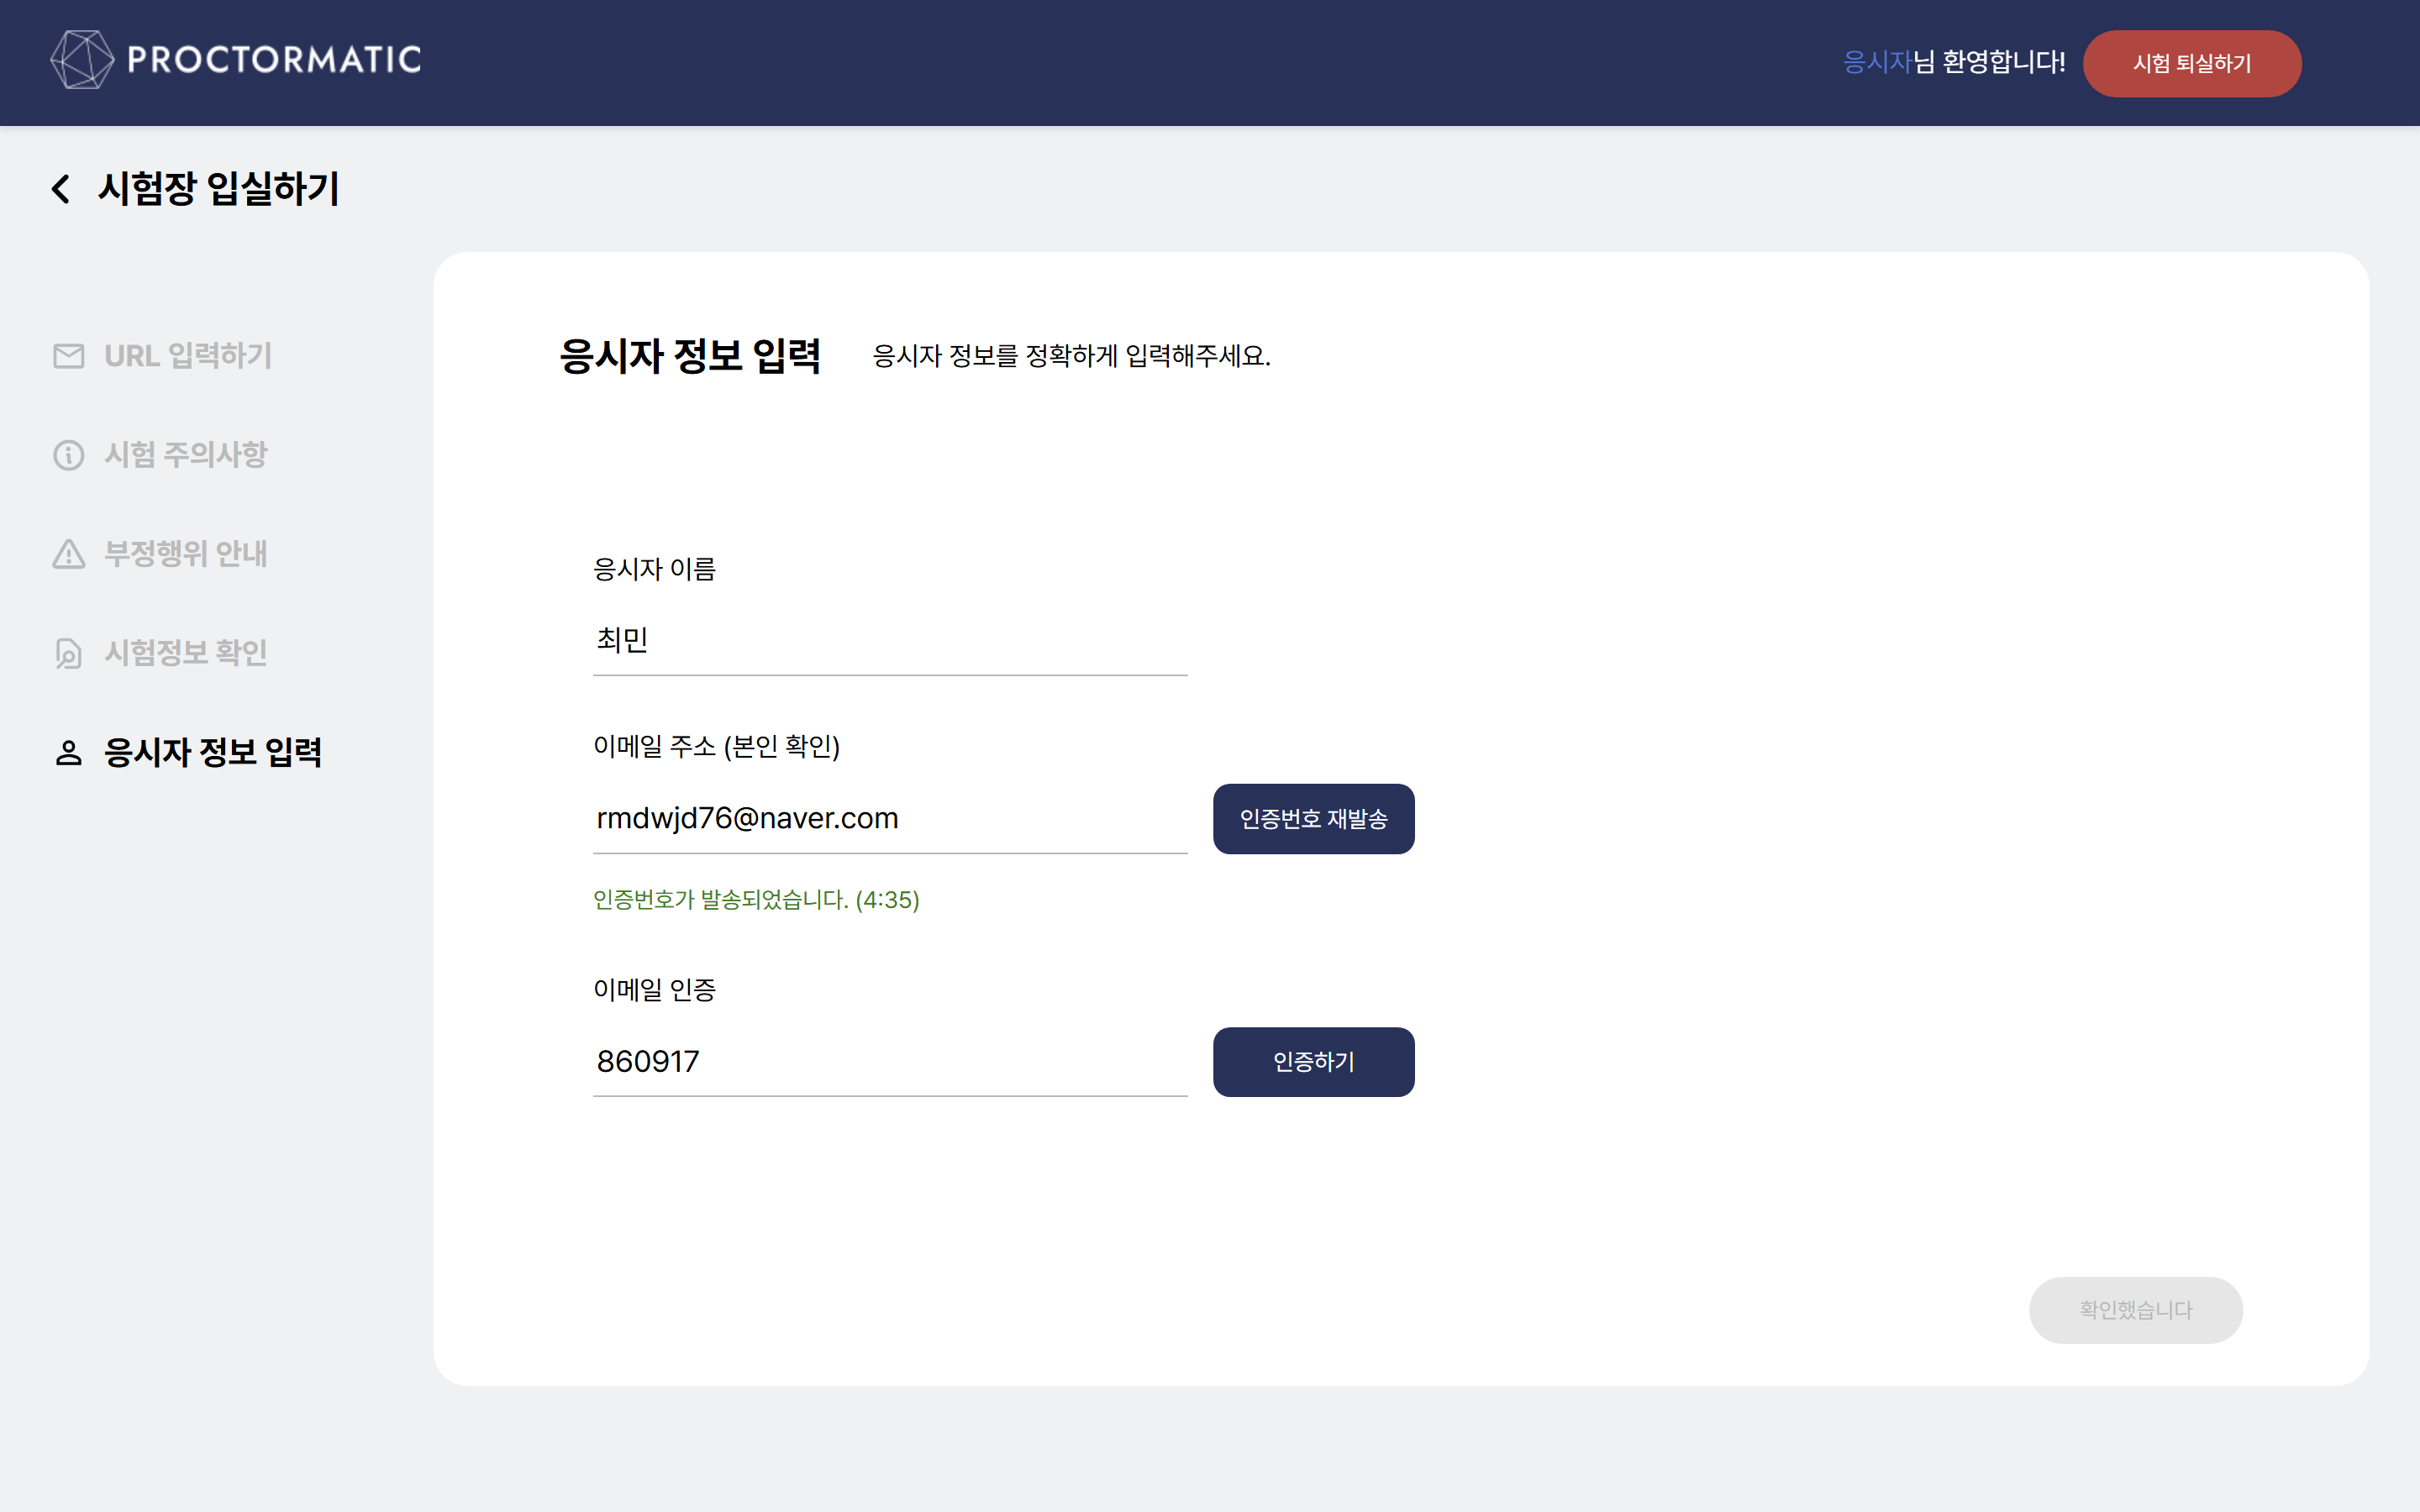 PROCTORMATIC
응시자님 환영합니다!
시험 퇴실하기
시험장 입실하기
URL 입력하기
시험 주의사항
부정행위 안내
시험정보 확인
응시자 정보 입력
응시자 정보 입력 응시자 정보를 정확하게 입력해주세요.
응시자 이름
최민
이메일 주소 (본인 확인)
rmdwjd76@naver.com
인증번호 재발송
인증번호가 발송되었습니다. (4:35)
이메일 인증
860917
인증하기
확인했습니다